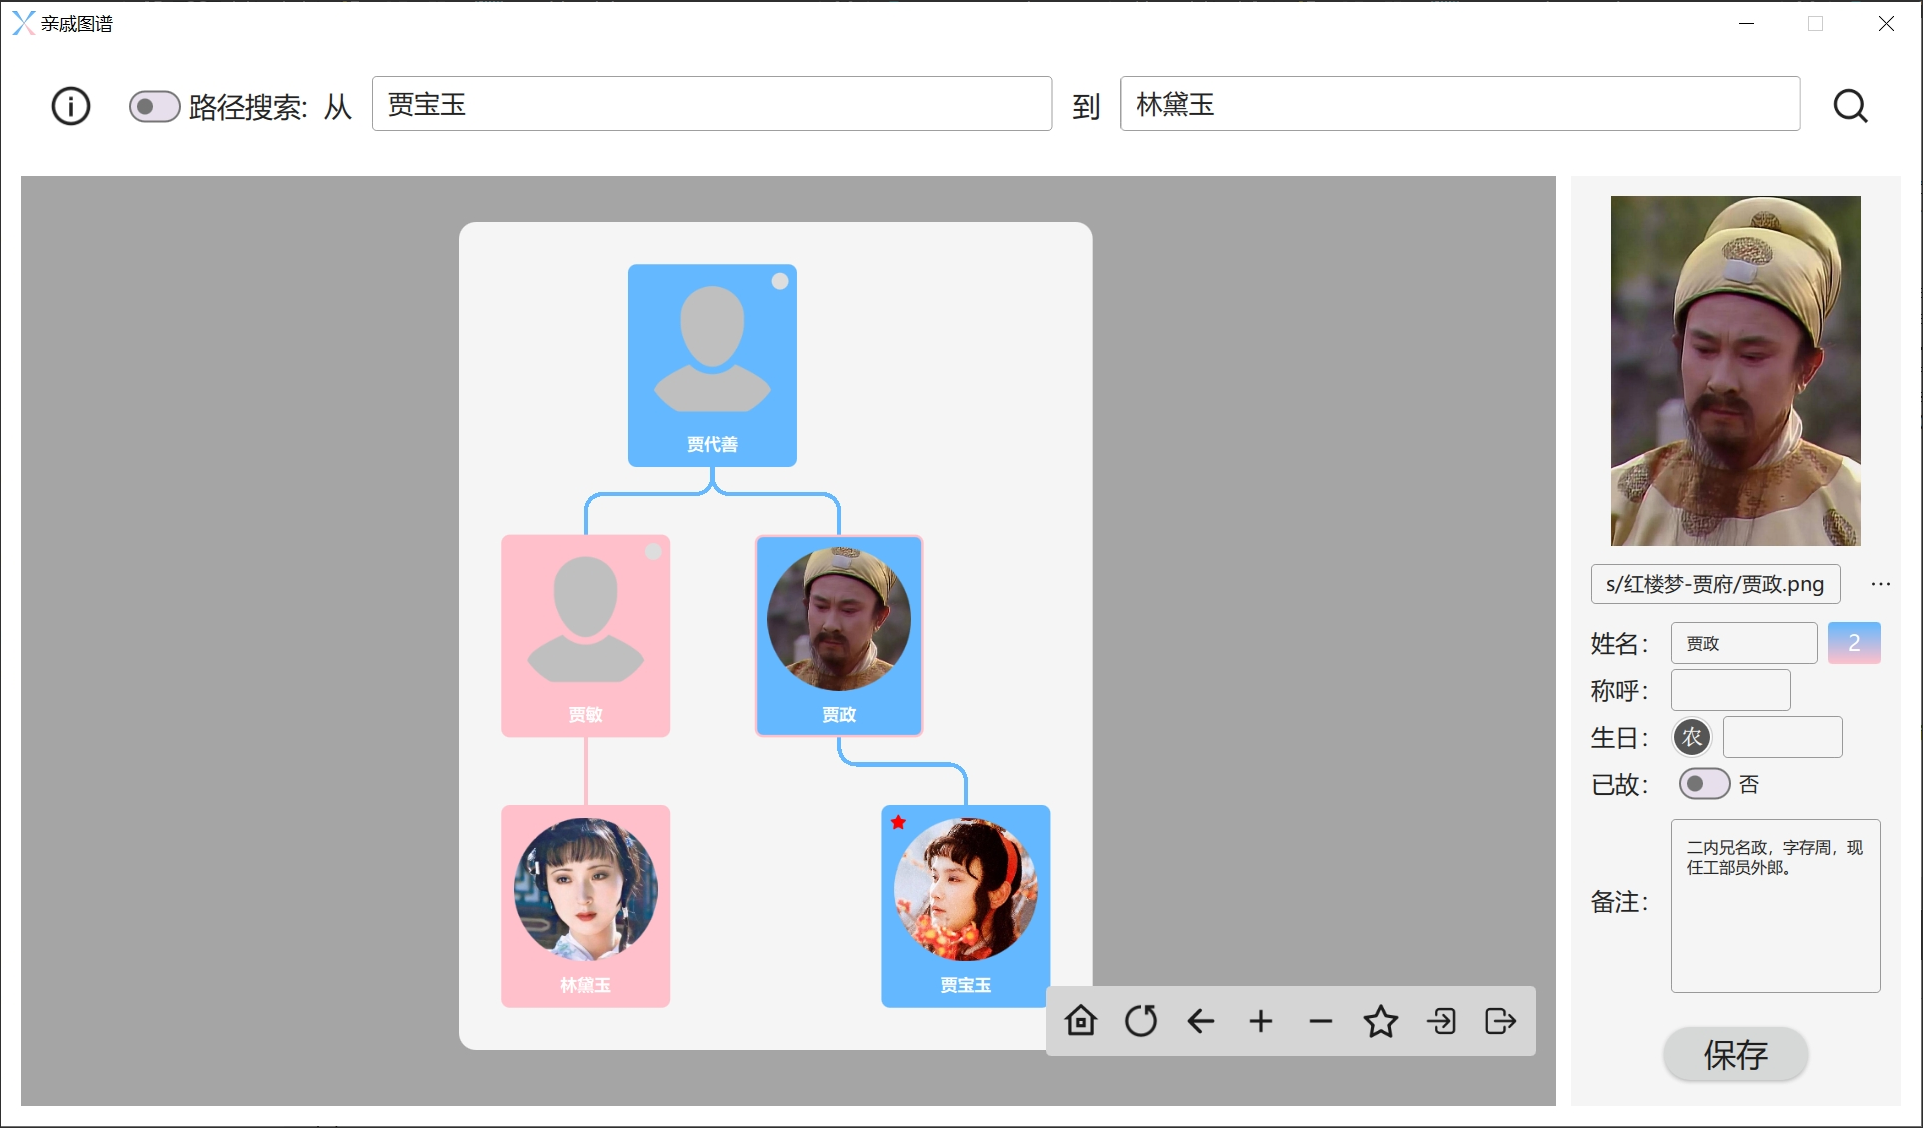 亲戚图谱
路径搜索: 从
贾宝玉
到
林黛玉
贾代善
贾敏
贾政
林黛玉
贾宝玉
s/红楼梦-贾府/贾政.png
...
姓名:
贾政
2
称呼:
生日:
农
已故:
否
备注:
二内兄名政，字存周，现
任工部员外郎。
保存